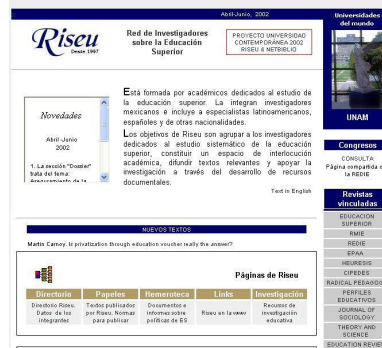 Abril-Junio, 2002
Riseu
Desde 1997
Red de Investigadores
sobre la Educación
Superior
PROYECTO UNIVERSIDAD
CONTEMPORÁNEA 2002
RISEU & NETBIBLIO
Novedades
Abril-Junio
2002
1. La sección "Dossier"
trata del tema:
Aseguramiento de la
Está formada por académicos dedicados al estudio de
la educación superior. La integran investigadores
mexicanos e incluye a especialistas latinoamericanos,
españoles y de otras nacionalidades.
Los objetivos de Riseu son agrupar a los investigadores
dedicados al estudio sistemático de la educación
superior, constituir un espacio de interlocución
académica, difundir textos relevantes y apoyar la
investigación a través del desarrollo de recursos
documentales.
Text in English
NUEVOS TEXTOS
Martin Carnoy. Is privatization through education voucher really the answer?
Páginas de Riseu
Directorio Papeles Hemeroteca Links Investigación
Directorio Riseu.
Datos de los
integrantes
Textos publicados
por Riseu. Normas
para publicar
Documentos e
informes sobre
políticas de ES
Riseu en la www
Recursos de
investigación
educativa
Universidades
del mundo
UNAM
Congresos
CONSULTA
Página compartida c
la REDIE
Revistas
vinculadas
EDUCACION
SUPERIOR
RMIE
REDIE
EPAA
HEURESIS
CIPEDES
RADICAL PEDAGOG
PERFILES
EDUCATIVOS
JOURNAL OF
SOCIOLOGY
THEORY AND
SCIENCE
EDUCATION REVIE